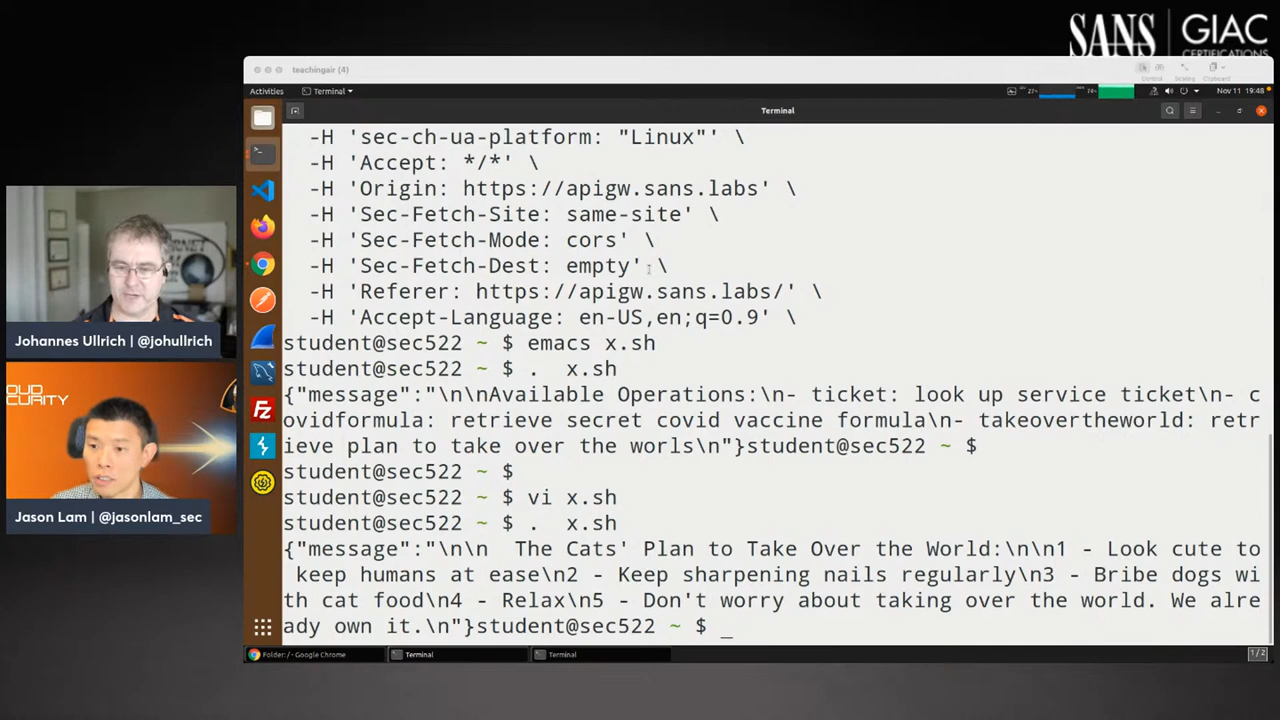 SANS GIAC
CERTIFICATIONS
teachingair (4)
Control
Scaling
Clipboard
Activities
Terminal
Nov 11 19:48
Terminal
-H 'sec-ch-ua-platform: "Linux"' \
-H 'Accept: */*' \
-H 'Origin: https://apigw.sans.labs' \
-H 'Sec-Fetch-Site: same-site' \
-H 'Sec-Fetch-Mode: cors' \
-H 'Sec-Fetch-Dest: empty' \
-H 'Referer: https://apigw.sans.labs/' \
-H 'Accept-Language: en-US,en;q=0.9' \
student@sec522 ~ $ emacs x.sh
student@sec522 ~ $ .  x.sh
{"message":"\n\nAvailable Operations:\n- ticket: look up service ticket\n- c
ovidformula: retrieve secret covid vaccine formula\n- takeovertheworld: retr
ieve plan to take over the worls\n"}student@sec522 ~ $
student@sec522 ~ $
student@sec522 ~ $ vi x.sh
student@sec522 ~ $ .  x.sh
{"message":"\n\n  The Cats' Plan to Take Over the World:\n\n1 - Look cute to
 keep humans at ease\n2 - Keep sharpening nails regularly\n3 - Bribe dogs wi
th cat food\n4 - Relax\n5 - Don't worry about taking over the world. We alre
ady own it.\n"}student@sec522 ~ $ _
Folder: / - Google Chrome
Terminal
Terminal
1 / 2
Johannes Ullrich | @johullrich
OUD
CURITY
Jason Lam | @jasonlam_sec